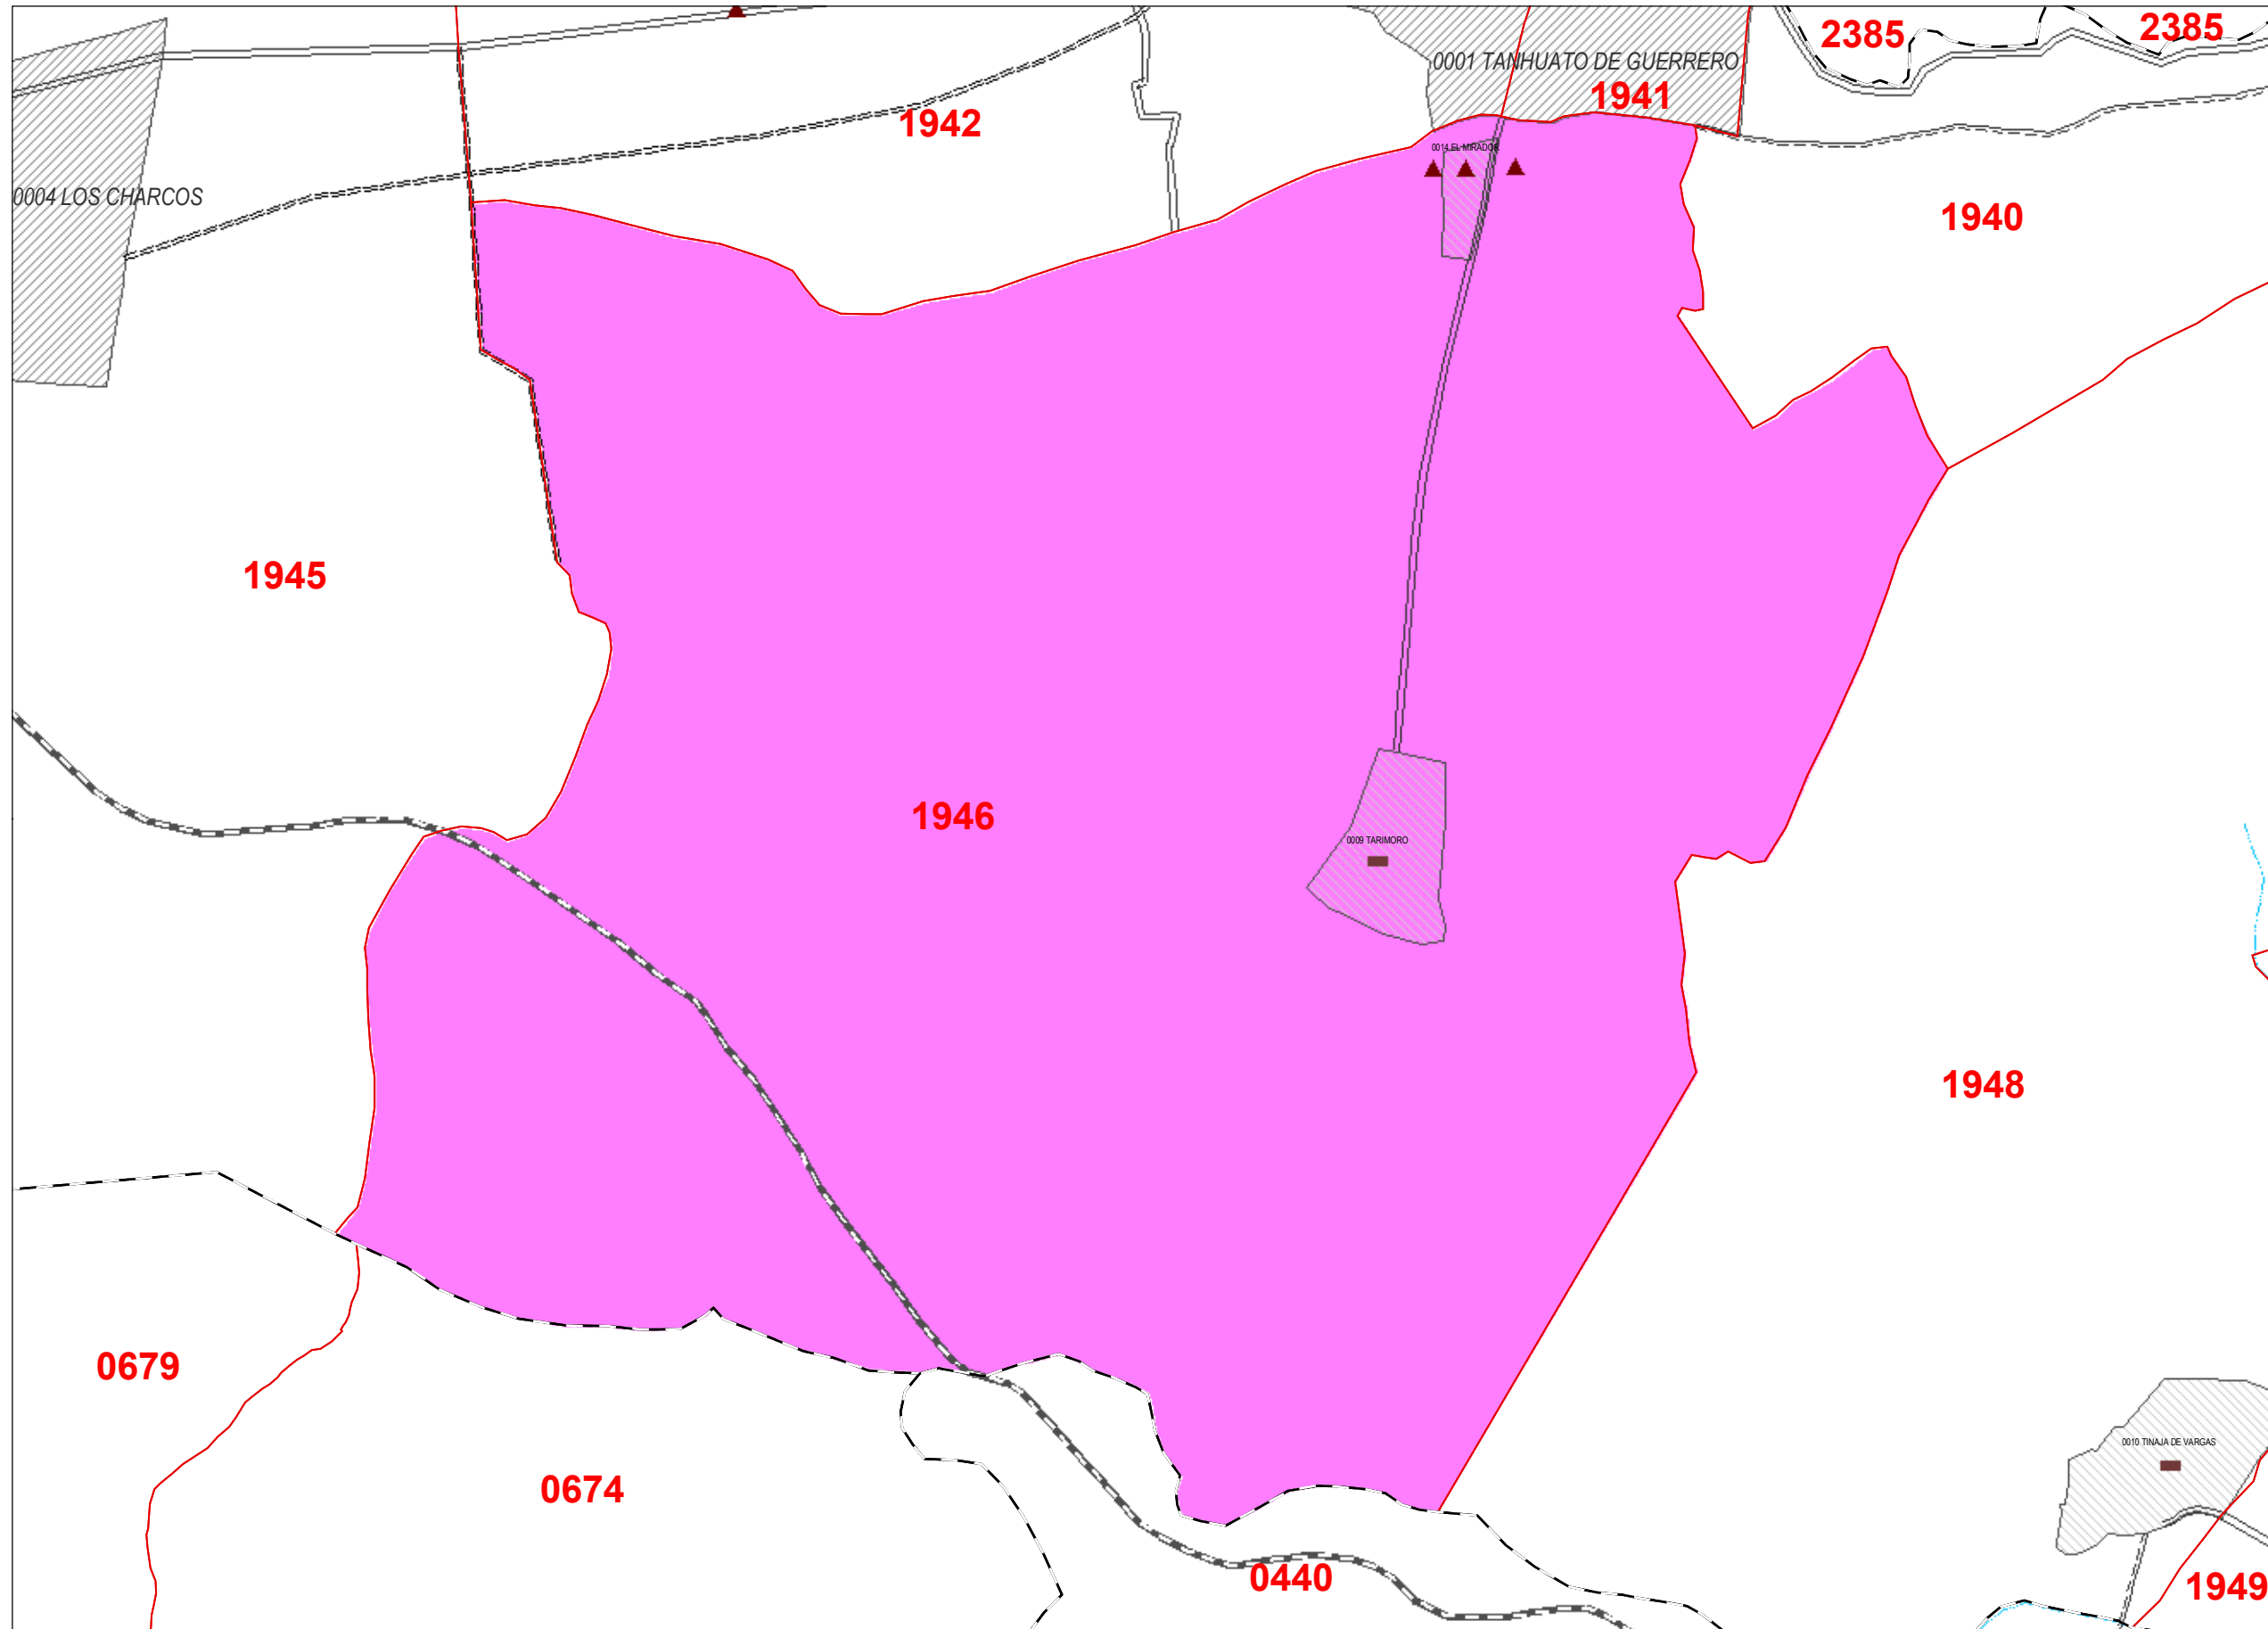 2385
2385
0001 TANHUATO DE GUERRERO
1941
1942
0014 EL MIRADOR
0004 LOS CHARCOS
1940
1945
1946
0009 TARIMORO
1948
0679
0010 TINAJA DE VARGAS
0674
0440
1949